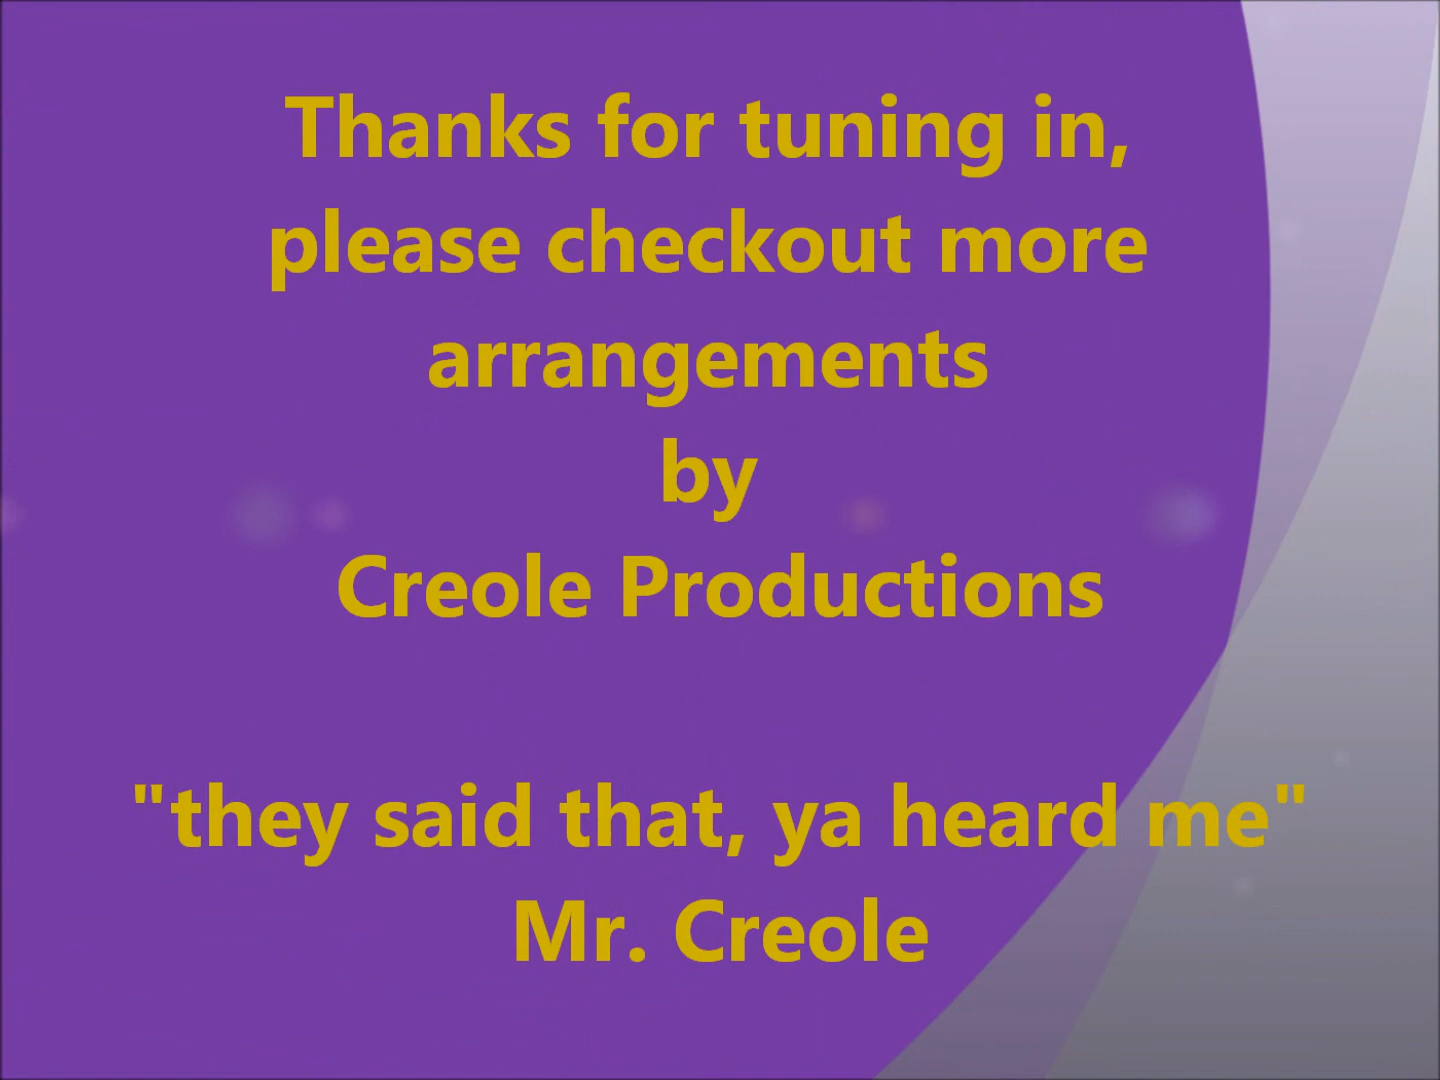 Thanks for tuning in,
please checkout more
arrangements
by
Creole Productions
"they said that, ya heard me"
Mr. Creole